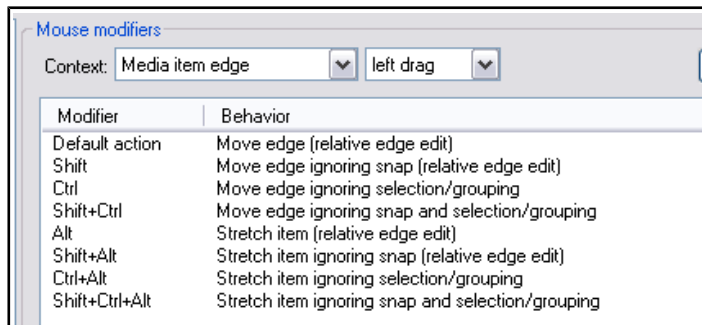 Mouse modifiers
Context: Media item edge left drag
Modifier Behavior
Default action Move edge (relative edge edit)
Shift Move edge ignoring snap (relative edge edit)
Ctrl Move edge ignoring selection/grouping
Shift+Ctrl Move edge ignoring snap and selection/grouping
Alt Stretch item (relative edge edit)
Shift+Alt Stretch item ignoring snap (relative edge edit)
Ctrl+Alt Stretch item ignoring selection/grouping
Shift+Ctrl+Alt Stretch item ignoring snap and selection/grouping